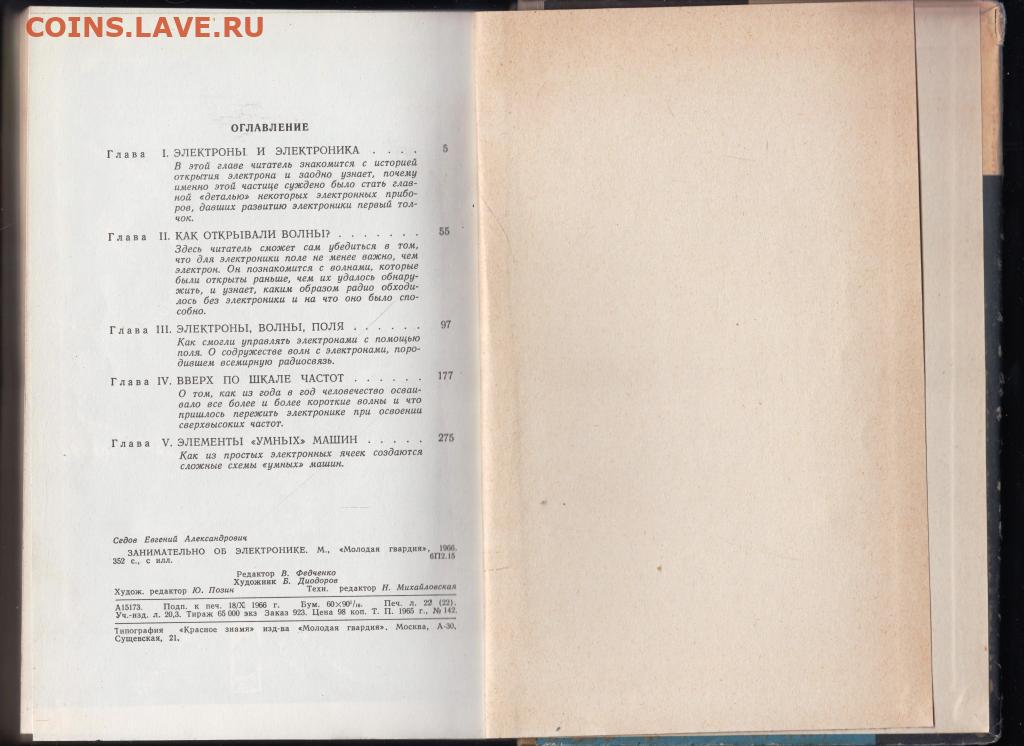 COINS.LAVE.RU
ОГЛАВЛЕНИЕ
Глава I. ЭЛЕКТРОНЫ И ЭЛЕКТРОНИКА . . . . 5
В этой главе читатель знакомится с историей
открытия электрона и заодно узнает, почему
именно этой частице суждено было стать глав-
ной «деталью» некоторых электронных прибо-
ров, давших развитию электроники первый тол-
чок.
Глава II. КАК ОТКРЫВАЛИ ВОЛНЫ? . . . . . . . 55
Здесь читатель сможет сам убедиться в том,
что для электроники поле не менее важно, чем
электрон. Он познакомится с волнами, которые
были открыты раньше, чем их удалось обнару-
жить, и узнает, каким образом радио обходи-
лось без электроники и на что оно было спо-
собно.
Глава III. ЭЛЕКТРОНЫ, ВОЛНЫ, ПОЛЯ . . . . . . 97
Как смогли управлять электронами с помощью
поля. О содружестве волн с электронами, поро-
дившем всемирную радиосвязь.
Глава IV. ВВЕРХ ПО ШКАЛЕ ЧАСТОТ . . . . . . 177
О том, как из года в год человечество осваи-
вало все более и более короткие волны и что
пришлось пережить электронике при освоении
сверхвысоких частот.
Глава V. ЭЛЕМЕНТЫ «УМНЫХ» МАШИН . . . . . 275
Как из простых электронных ячеек создаются
сложные схемы «умных» машин.
Седов Евгений Александрович
ЗАНИМАТЕЛЬНО ОБ ЭЛЕКТРОНИКЕ. М., «Молодая гвардия», 1966.
352 с., с илл. 6П2.15
Редактор В. Федченко
Художник Б. Диодоров
Худож. редактор Ю. Позин Техн. редактор Н. Михайловская
А15173. Подп. к печ. 18/X 1966 г. Бум. 60×90¹/₁₆. Печ. л. 22 (22).
Уч.-изд. л. 20,3. Тираж 65 000 экз Заказ 923. Цена 98 коп. Т. П. 1965 г., № 142.
Типография «Красное знамя» изд-ва «Молодая гвардия». Москва, А-30,
Сущевская, 21.